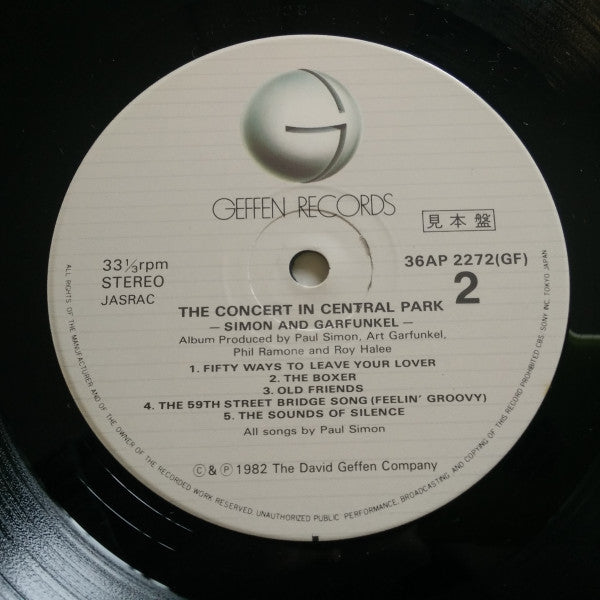 GEFFEN RECORDS
見本盤
33⅓rpm
STEREO
JASRAC
36AP 2272(GF)
2
THE CONCERT IN CENTRAL PARK
— SIMON AND GARFUNKEL —
Album Produced by Paul Simon, Art Garfunkel,
Phil Ramone and Roy Halee
1. FIFTY WAYS TO LEAVE YOUR LOVER
2. THE BOXER
3. OLD FRIENDS
4. THE 59TH STREET BRIDGE SONG (FEELIN' GROOVY)
5. THE SOUNDS OF SILENCE
All songs by Paul Simon
©&℗1982 The David Geffen Company
ALL RIGHTS OF THE MANUFACTURER AND OF THE OWNER OF THE RECORDED WORK RESERVED. UNAUTHORIZED PUBLIC PERFORMANCE, BROADCASTING AND COPYING OF THIS RECORD PROHIBITED CBS · SONY INC. TOKYO JAPAN